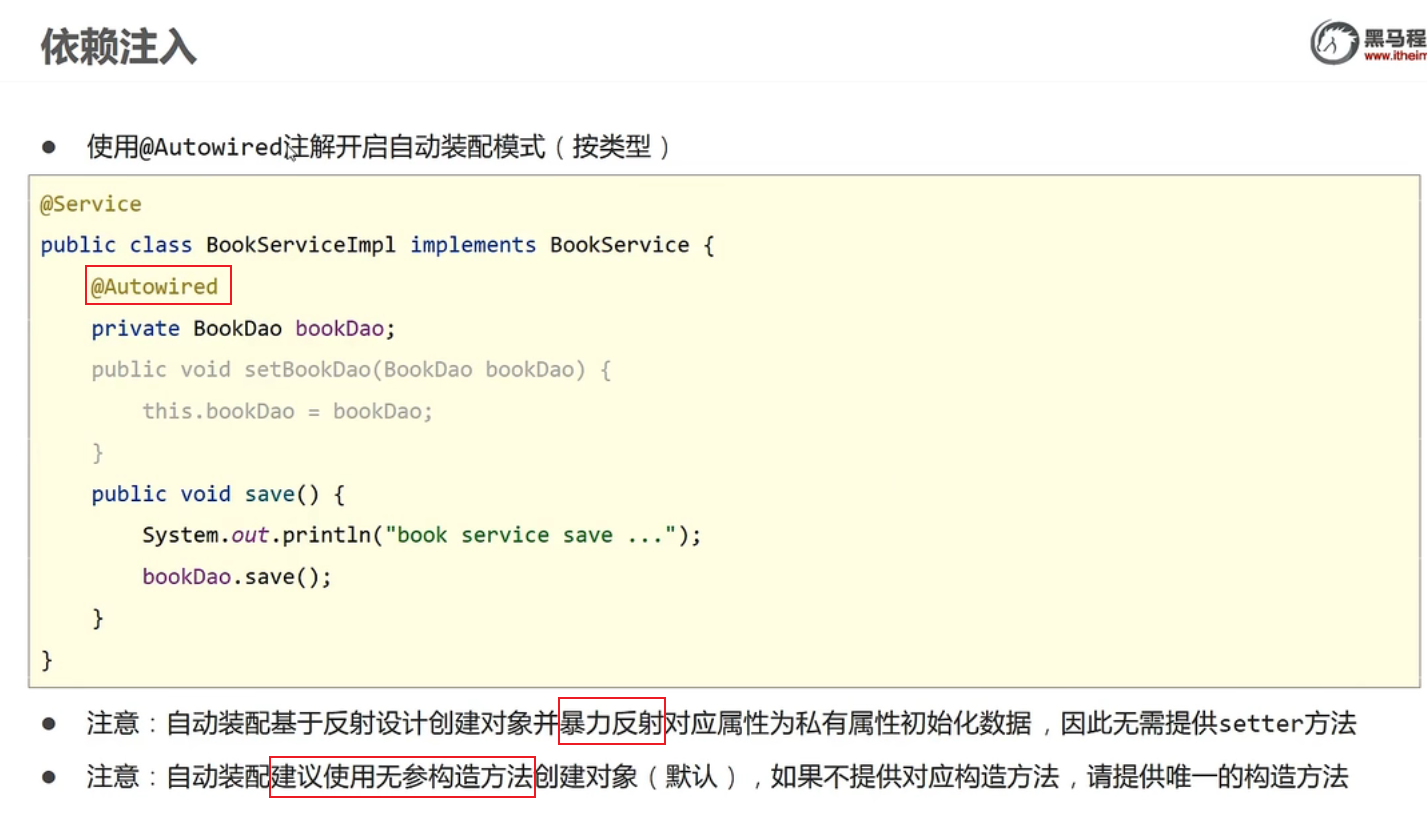 依赖注入
黑马程
www.itheim
● 使用@Autowired注解开启自动装配模式（按类型）
@Service
public class BookServiceImpl implements BookService {
@Autowired
private BookDao bookDao;
public void setBookDao(BookDao bookDao) {
this.bookDao = bookDao;
}
public void save() {
System.out.println("book service save ...");
bookDao.save();
}
}
● 注意：自动装配基于反射设计创建对象并暴力反射对应属性为私有属性初始化数据，因此无需提供setter方法
● 注意：自动装配建议使用无参构造方法创建对象（默认），如果不提供对应构造方法，请提供唯一的构造方法